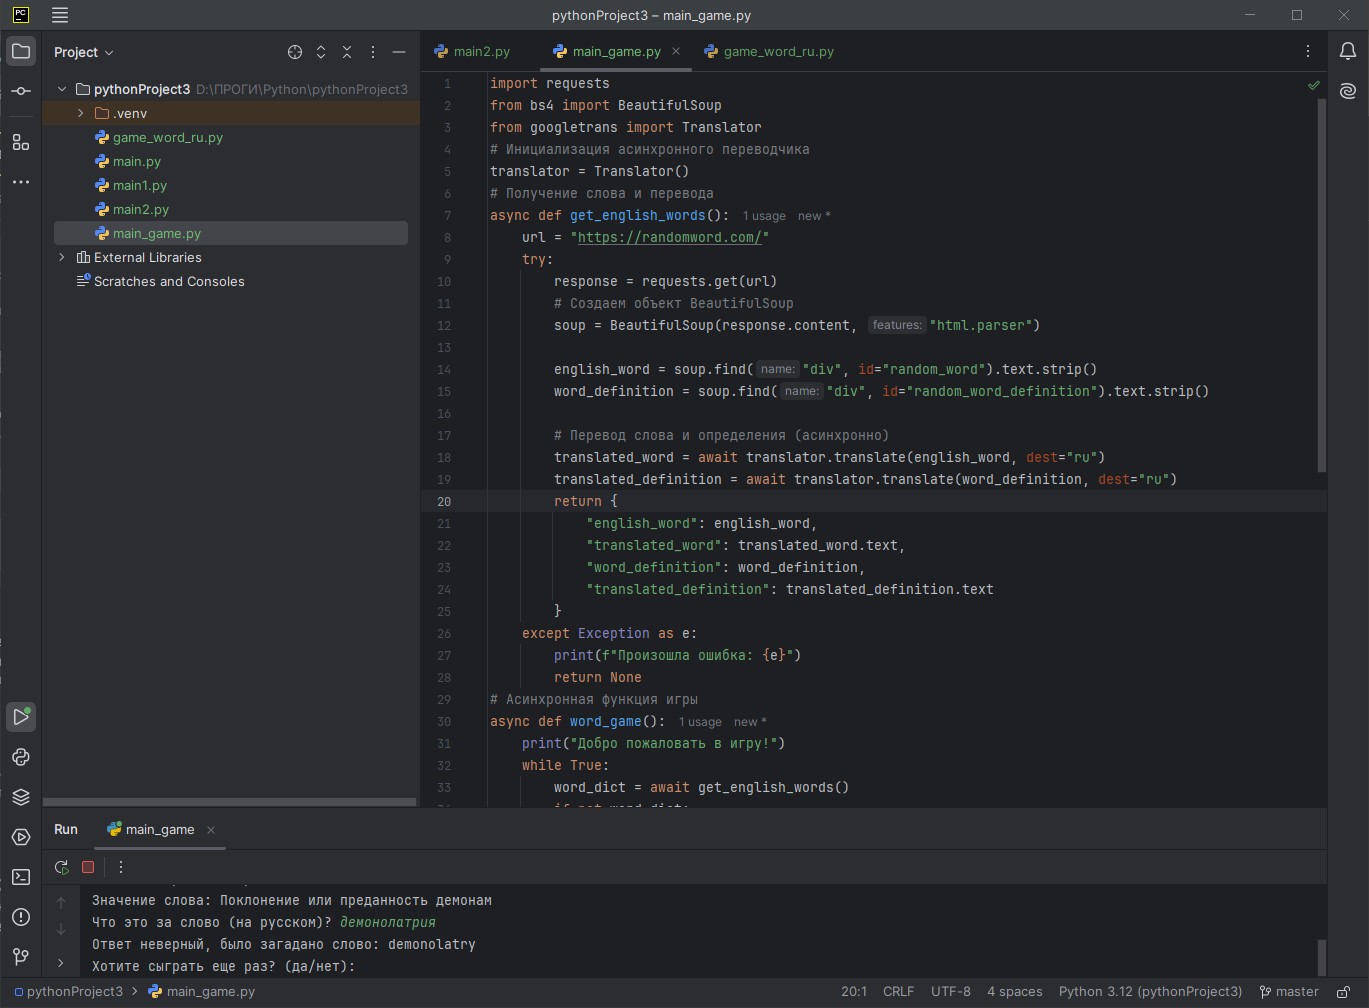 PC
pythonProject3 – main_game.py
Project
main2.py
main_game.py
game_word_ru.py
pythonProject3 D:\ПРОГИ\Python\pythonProject3
.venv
game_word_ru.py
main.py
main1.py
main2.py
main_game.py
External Libraries
Scratches and Consoles
1 import requests
2 from bs4 import BeautifulSoup
3 from googletrans import Translator
4 # Инициализация асинхронного переводчика
5 translator = Translator()
6 # Получение слова и перевода
7 async def get_english_words(): 1 usage new *
8 url = "https://randomword.com/"
9 try:
10 response = requests.get(url)
11 # Создаем объект BeautifulSoup
12 soup = BeautifulSoup(response.content, features: "html.parser")
13
14 english_word = soup.find( name: "div", id="random_word").text.strip()
15 word_definition = soup.find( name: "div", id="random_word_definition").text.strip()
16
17 # Перевод слова и определения (асинхронно)
18 translated_word = await translator.translate(english_word, dest="ru")
19 translated_definition = await translator.translate(word_definition, dest="ru")
20 return {
21 "english_word": english_word,
22 "translated_word": translated_word.text,
23 "word_definition": word_definition,
24 "translated_definition": translated_definition.text
25 }
26 except Exception as e:
27 print(f"Произошла ошибка: {e}")
28 return None
29 # Асинхронная функция игры
30 async def word_game(): 1 usage new *
31 print("Добро пожаловать в игру!")
32 while True:
33 word_dict = await get_english_words()
Run
main_game
Значение слова: Поклонение или преданность демонам
Что это за слово (на русском)? демонолатрия
Ответ неверный, было загадано слово: demonolatry
Хотите сыграть еще раз? (да/нет):
pythonProject3 > main_game.py
20:1 CRLF UTF-8 4 spaces Python 3.12 (pythonProject3) master